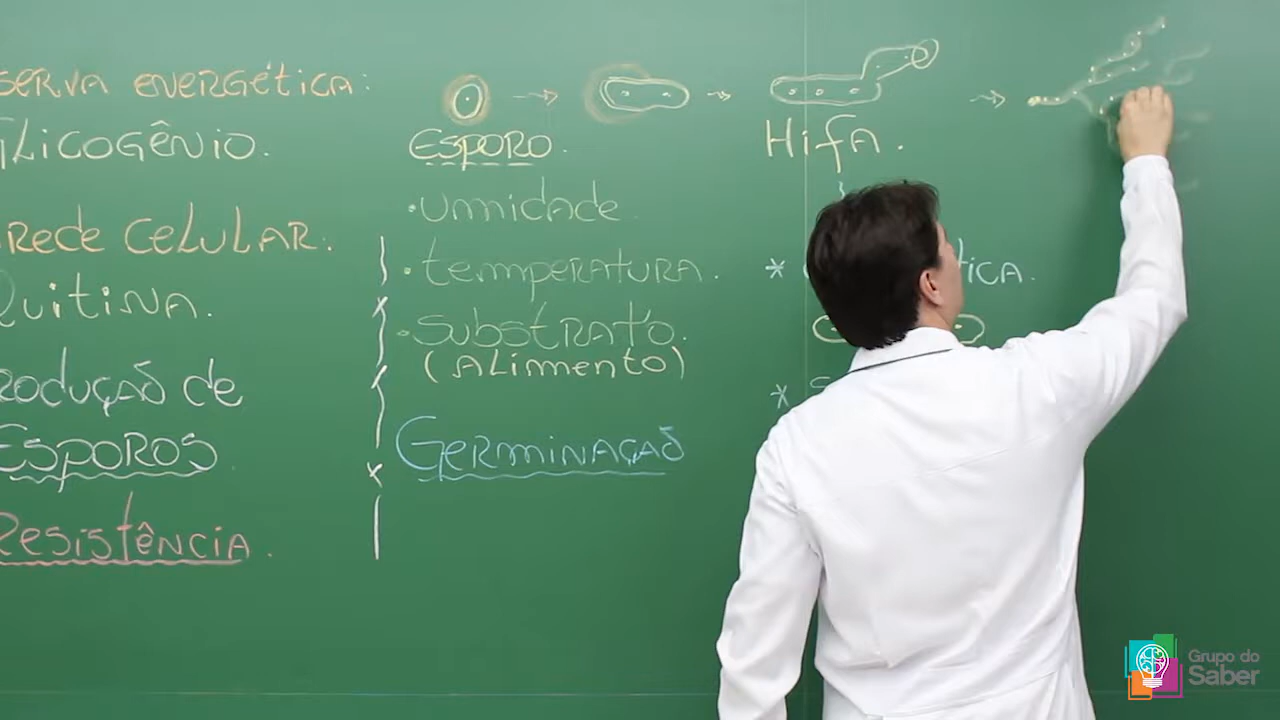 serva energética:
Glicogênio.
rede celular.
Quitina.
rodução de
Esporos.
Resistência.
Esporo.
• umidade
• temperatura.
• substrato.
(Alimento)
Germinação
Hifa.
*
tica.
*
Grupo do
Saber